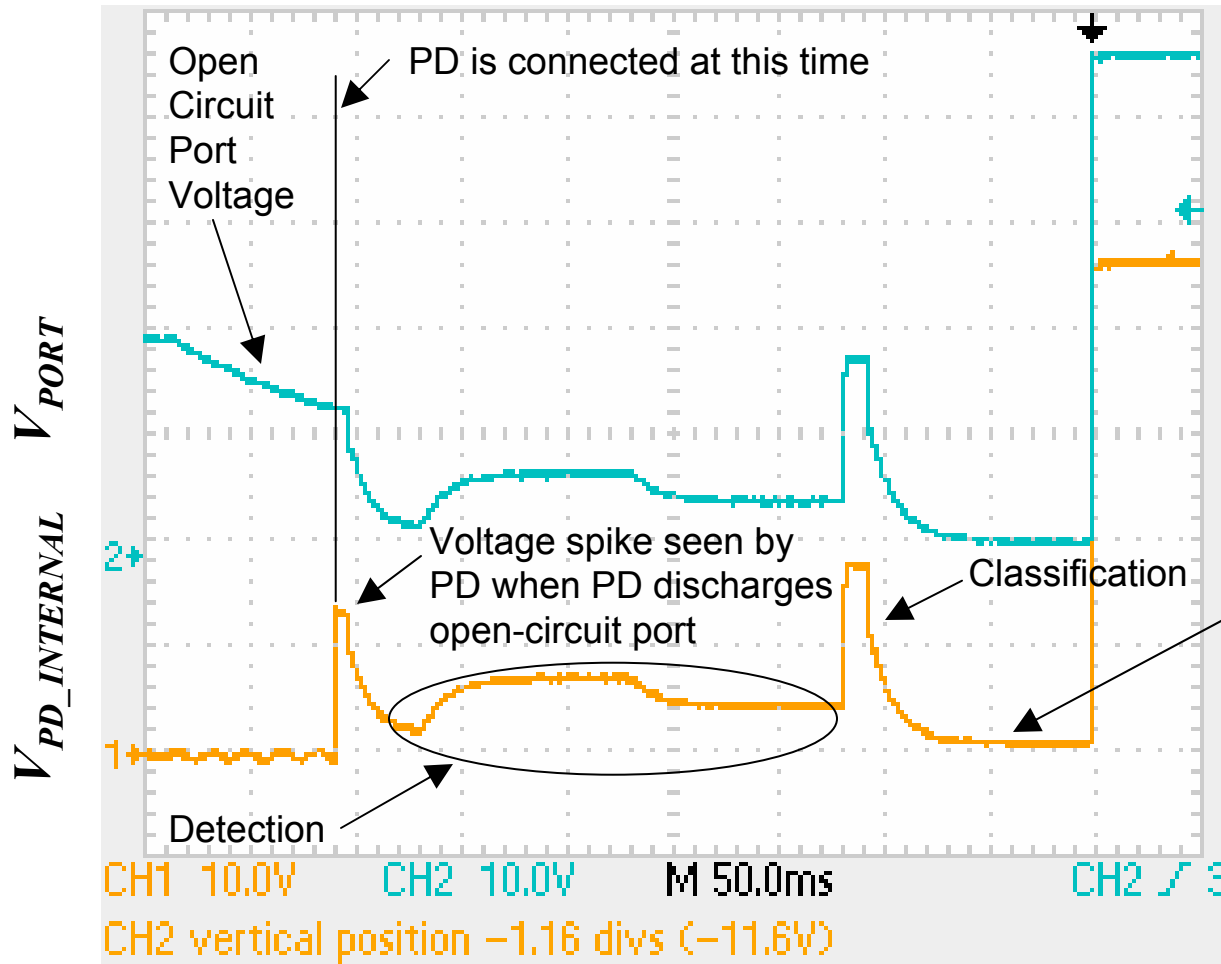 Open
Circuit
Port
Voltage
PD is connected at this time
V PORT
V PD_INTERNAL
2
Voltage spike seen by
PD when PD discharges
open-circuit port
Classification
1
Detection
CH1 10.0V CH2 10.0V M 50.0ms CH2
CH2 vertical position -1.16 divs (-11.6V)